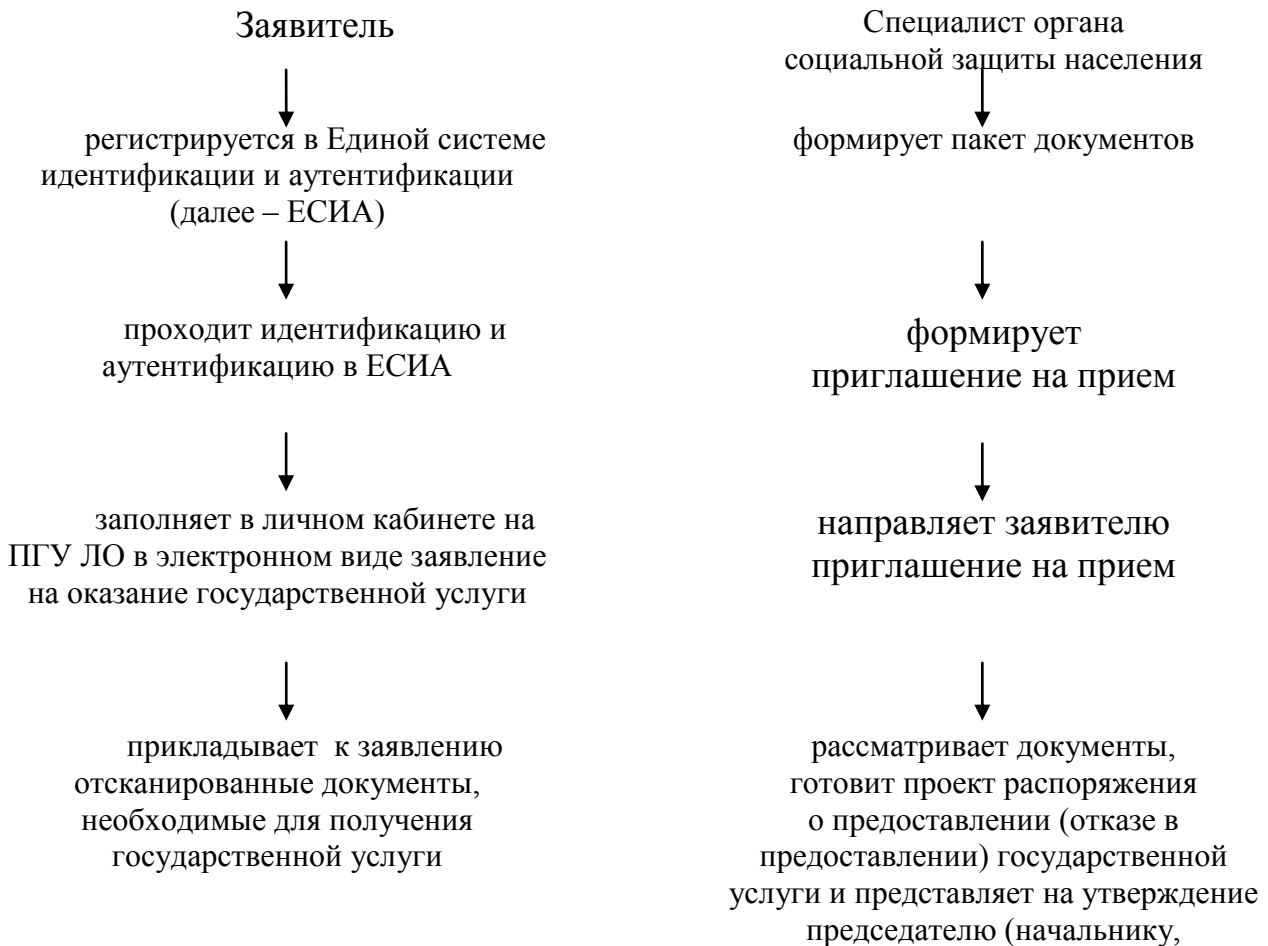 Заявитель
регистрируется в Единой системе
идентификации и аутентификации
(далее – ЕСИА)
проходит идентификацию и
аутентификацию в ЕСИА
заполняет в личном кабинете на
ПГУ ЛО в электронном виде заявление
на оказание государственной услуги
прикладывает к заявлению
отсканированные документы,
необходимые для получения
государственной услуги
Специалист органа
социальной защиты населения
формирует пакет документов
формирует
приглашение на прием
направляет заявителю
приглашение на прием
рассматривает документы,
готовит проект распоряжения
о предоставлении (отказе в
предоставлении) государственной
услуги и представляет на утверждение
председателю (начальнику,